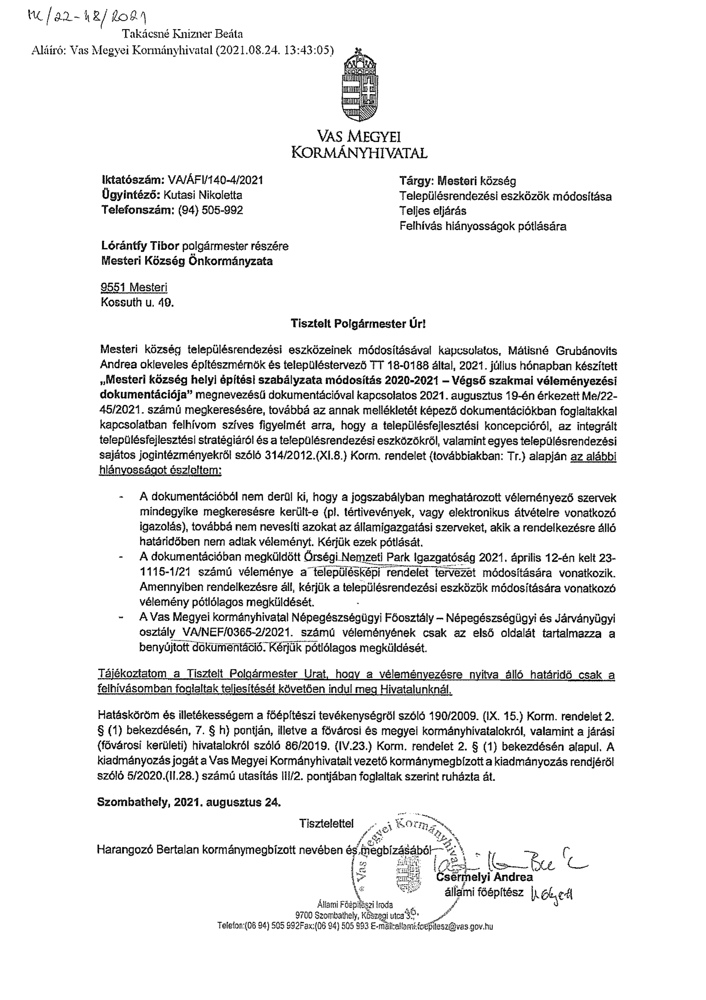 Me/22-48/2021
Takácsné Knizner Beáta
Aláíró: Vas Megyei Kormányhivatal (2021.08.24. 13:43:05)
VAS MEGYEI
KORMÁNYHIVATAL
Iktatószám: VA/ÁFI/140-4/2021
Ügyintéző: Kutasi Nikoletta
Telefonszám: (94) 505-992
Tárgy: Mesteri község
Településrendezési eszközök módosítása
Teljes eljárás
Felhívás hiányosságok pótlására
Lórántfy Tibor polgármester részére
Mesteri Község Önkormányzata
9551 Mesteri
Kossuth u. 49.
Tisztelt Polgármester Úr!
Mesteri község településrendezési eszközeinek módosításával kapcsolatos, Mátisné Grubánovits
Andrea okleveles építészmérnök és településtervező TT 18-0188 által, 2021. július hónapban készített
„Mesteri község helyi építési szabályzata módosítás 2020-2021 – Végső szakmai véleményezési
dokumentációja” megnevezésű dokumentációval kapcsolatos 2021. augusztus 19-én érkezett Me/22-
45/2021. számú megkeresésére, továbbá az annak mellékletét képező dokumentációkban foglaltakkal
kapcsolatban felhívom szíves figyelmét arra, hogy a településfejlesztési koncepcióról, az integrált
településfejlesztési stratégiáról és a településrendezési eszközökről, valamint egyes településrendezési
sajátos jogintézményekről szóló 314/2012.(XI.8.) Korm. rendelet (továbbiakban: Tr.) alapján az alábbi
hiányosságot észleltem:
- A dokumentációból nem derül ki, hogy a jogszabályban meghatározott véleményező szervek
mindegyike megkeresésre került-e (pl. tértivevények, vagy elektronikus átvételre vonatkozó
igazolás), továbbá nem nevesíti azokat az államigazgatási szerveket, akik a rendelkezésre álló
határidőben nem adtak véleményt. Kérjük ezek pótlását.
- A dokumentációban megküldött Őrségi Nemzeti Park Igazgatóság 2021. április 12-én kelt 23-
1115-1/21 számú véleménye a településképi rendelet tervezet módosítására vonatkozik.
Amennyiben rendelkezésre áll, kérjük a településrendezési eszközök módosítására vonatkozó
vélemény pótlólagos megküldését.
- A Vas Megyei kormányhivatal Népegészségügyi Főosztály – Népegészségügyi és Járványügyi
osztály VA/NEF/0365-2/2021. számú véleményének csak az első oldalát tartalmazza a
benyújtott dokumentáció. Kérjük pótlólagos megküldését.
Tájékoztatom a Tisztelt Polgármester Urat, hogy a véleményezésre nyitva álló határidő csak a
felhívásomban foglaltak teljesítését követően indul meg Hivatalunknál.
Hatásköröm és illetékességem a főépítészi tevékenységről szóló 190/2009. (IX. 15.) Korm. rendelet 2.
§ (1) bekezdésén, 7. § h) pontján, illetve a fővárosi és megyei kormányhivatalokról, valamint a járási
(fővárosi kerületi) hivatalokról szóló 86/2019. (IV.23.) Korm. rendelet 2. § (1) bekezdésén alapul. A
kiadmányozás jogát a Vas Megyei Kormányhivatalt vezető kormánymegbízott a kiadmányozás rendjéről
szóló 5/2020.(II.28.) számú utasítás III/2. pontjában foglaltak szerint ruházta át.
Szombathely, 2021. augusztus 24.
Tisztelettel
* Vas Megyei Kormányhivatal
Harangozó Bertalan kormánymegbízott nevében és megbízásából
Csermelyi Andrea
állami főépítész helyett
Állami Főépítészi Iroda
9700 Szombathely, Kőszegi utca 3.,
Telefon:(06 94) 505 992Fax:(06 94) 505 993 E-mail:allami.foepitesz@vas.gov.hu